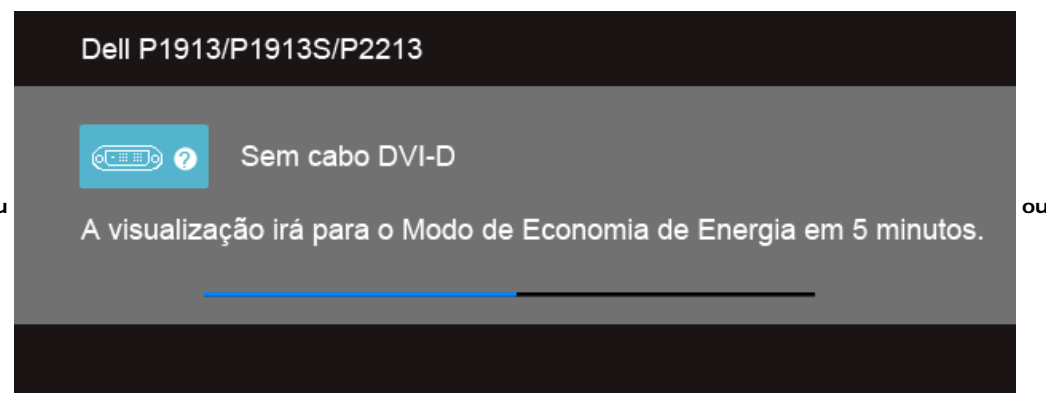 Dell P1913/P1913S/P2213
? Sem cabo DVI-D
u
ou
A visualização irá para o Modo de Economia de Energia em 5 minutos.